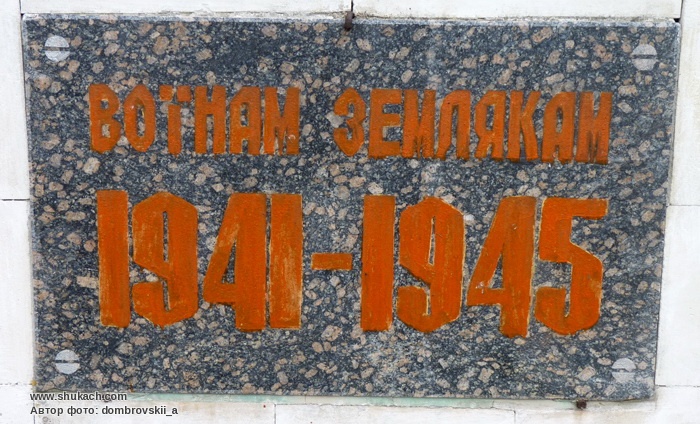 ВОЇНАМ ЗЕМЛЯКАМ
1941-1945
www.shukach.com
Автор фото: dombrovskii_a